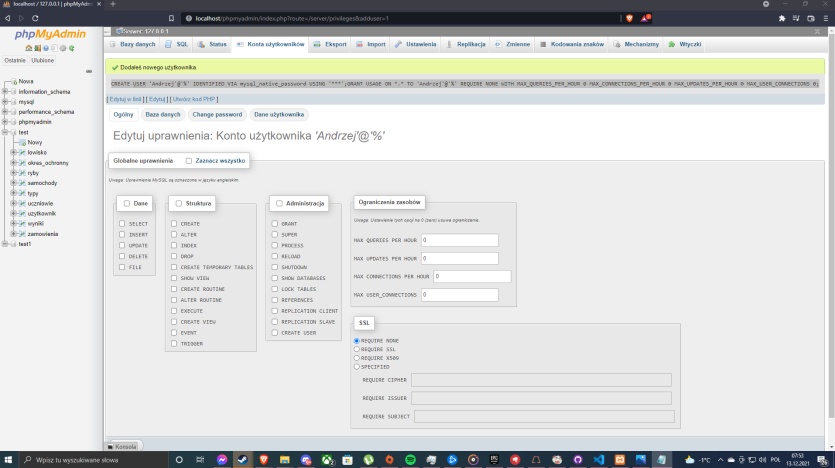 localhost / 127.0.0.1 | phpMyAdm
localhost/phpmyadmin/index.php?route=/server/privileges&adduser=1
phpMyAdmin
Ostatnie Ulubione
Nowa
information_schema
mysql
performance_schema
phpmyadmin
test
Nowy
lowisko
okres_ochronny
ryby
samochody
typy
uczniowie
uzytkownik
wyniki
zamowienia
test1
Serwer: 127.0.0.1
Bazy danych SQL Status Konta użytkowników Eksport Import Ustawienia Replikacja Zmienne Kodowania znaków Mechanizmy Wtyczki
Dodałeś nowego użytkownika.
CREATE USER 'Andrzej'@'%' IDENTIFIED VIA mysql_native_password USING '***';GRANT USAGE ON *.* TO 'Andrzej'@'%' REQUIRE NONE WITH MAX_QUERIES_PER_HOUR 0 MAX_CONNECTIONS_PER_HOUR 0 MAX_UPDATES_PER_HOUR 0 MAX_USER_CONNECTIONS 0;
[ Edytuj w linii ] [ Edytuj ] [ Utwórz kod PHP ]
Ogólny Baza danych Change password Dane użytkownika
Edytuj uprawnienia: Konto użytkownika 'Andrzej'@'%'
Globalne uprawnienia Zaznacz wszystko
Uwaga: Uprawnienia MySQL są oznaczone w języku angielskim.
Dane
SELECT
INSERT
UPDATE
DELETE
FILE
Struktura
CREATE
ALTER
INDEX
DROP
CREATE TEMPORARY TABLES
SHOW VIEW
CREATE ROUTINE
ALTER ROUTINE
EXECUTE
CREATE VIEW
EVENT
TRIGGER
Administracja
GRANT
SUPER
PROCESS
RELOAD
SHUTDOWN
SHOW DATABASES
LOCK TABLES
REFERENCES
REPLICATION CLIENT
REPLICATION SLAVE
CREATE USER
Ograniczenia zasobów
Uwaga: Ustawienie tych opcji na 0 (zero) usuwa ograniczenie.
MAX QUERIES PER HOUR 0
MAX UPDATES PER HOUR 0
MAX CONNECTIONS PER HOUR 0
MAX USER_CONNECTIONS 0
SSL
REQUIRE NONE
REQUIRE SSL
REQUIRE X509
SPECIFIED
REQUIRE CIPHER
REQUIRE ISSUER
REQUIRE SUBJECT
Konsola
Wpisz tu wyszukiwane słowo
-1°C
POL
07:53
13.12.2021